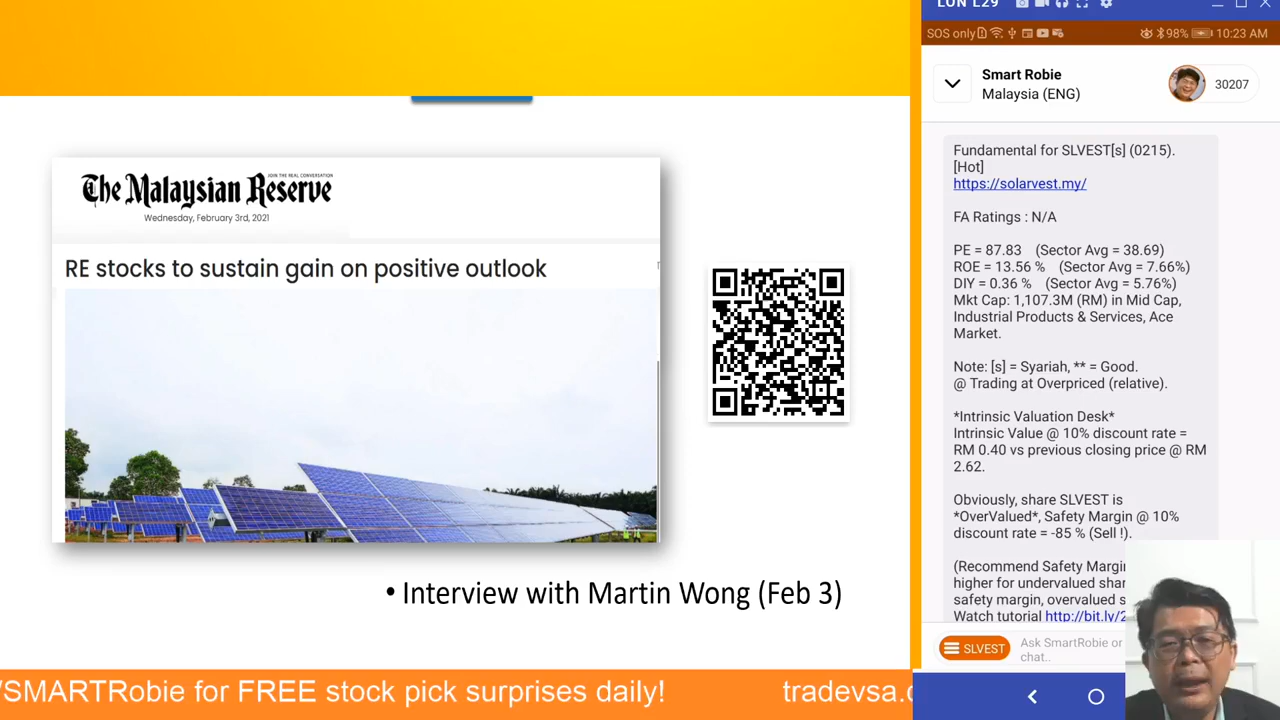 JOIN THE REAL CONVERSATION
The Malaysian Reserve
Wednesday, February 3rd, 2021
RE stocks to sustain gain on positive outlook
• Interview with Martin Wong (Feb 3)
/SMARTRobie for FREE stock pick surprises daily!
tradevsa.
LON L29
SOS only
98%
10:23 AM
Smart Robie
Malaysia (ENG)
30207
Fundamental for SLVEST[s] (0215).
[Hot]
https://solarvest.my/
FA Ratings : N/A
PE = 87.83 (Sector Avg = 38.69)
ROE = 13.56 % (Sector Avg = 7.66%)
DIY = 0.36 % (Sector Avg = 5.76%)
Mkt Cap: 1,107.3M (RM) in Mid Cap,
Industrial Products & Services, Ace
Market.
Note: [s] = Syariah, ** = Good.
@ Trading at Overpriced (relative).
*Intrinsic Valuation Desk*
Intrinsic Value @ 10% discount rate =
RM 0.40 vs previous closing price @ RM
2.62.
Obviously, share SLVEST is
*OverValued*, Safety Margin @ 10%
discount rate = -85 % (Sell !).
(Recommend Safety Margi
higher for undervalued shar
safety margin, overvalued s
Watch tutorial http://bit.ly/2
SLVEST
Ask SmartRobie or
chat..